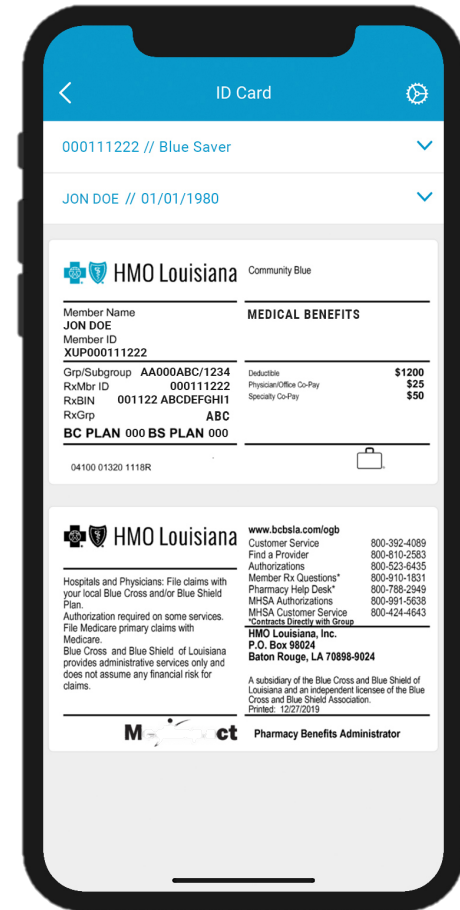 ID Card
000111222 // Blue Saver
JON DOE // 01/01/1980
HMO Louisiana
Community Blue
Member Name
JON DOE
Member ID
XUP000111222
MEDICAL BENEFITS
Grp/Subgroup AA000ABC/1234
RxMbr ID 000111222
RxBIN 001122 ABCDEFGHI1
RxGrp ABC
BC PLAN 000 BS PLAN 000
Deductible $1200
Physician/Office Co-Pay $25
Specialty Co-Pay $50
04100 01320 1118R
HMO Louisiana
Hospitals and Physicians: File claims with
your local Blue Cross and/or Blue Shield
Plan.
Authorization required on some services.
File Medicare primary claims with
Medicare.
Blue Cross and Blue Shield of Louisiana
provides administrative services only and
does not assume any financial risk for
claims.
www.bcbsla.com/ogb
Customer Service 800-392-4089
Find a Provider 800-810-2583
Authorizations 800-523-6435
Member Rx Questions* 800-910-1831
Pharmacy Help Desk* 800-788-2949
MHSA Authorizations 800-991-5638
MHSA Customer Service 800-424-4643
*Contracts Directly with Group
HMO Louisiana, Inc.
P.O. Box 98024
Baton Rouge, LA 70898-9024
A subsidiary of the Blue Cross and Blue Shield of
Louisiana and an independent licensee of the Blue
Cross and Blue Shield Association.
Printed: 12/27/2019
Pharmacy Benefits Administrator